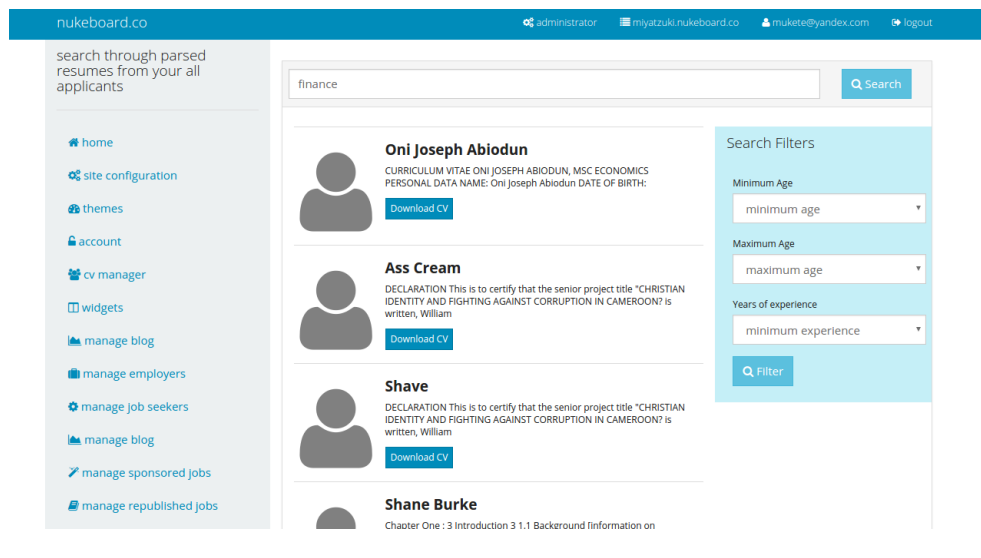 nukeboard.co
administrator
miyatzuki.nukeboard.co
mukete@yandex.com
logout
search through parsed
resumes from your all
applicants
home
site configuration
themes
account
cv manager
widgets
manage blog
manage employers
manage job seekers
manage blog
manage sponsored jobs
manage republished jobs
finance
Search
Oni Joseph Abiodun
CURRICULUM VITAE ONI JOSEPH ABIODUN, MSC ECONOMICS
PERSONAL DATA NAME: Oni Joseph Abiodun DATE OF BIRTH:
Download CV
Ass Cream
DECLARATION This is to certify that the senior project title "CHRISTIAN
IDENTITY AND FIGHTING AGAINST CORRUPTION IN CAMEROON? is
written, William
Download CV
Shave
DECLARATION This is to certify that the senior project title "CHRISTIAN
IDENTITY AND FIGHTING AGAINST CORRUPTION IN CAMEROON? is
written, William
Download CV
Shane Burke
Chapter One : 3 Introduction 3 1.1 Background [information on
Search Filters
Minimum Age
minimum age
Maximum Age
maximum age
Years of experience
minimum experience
Filter